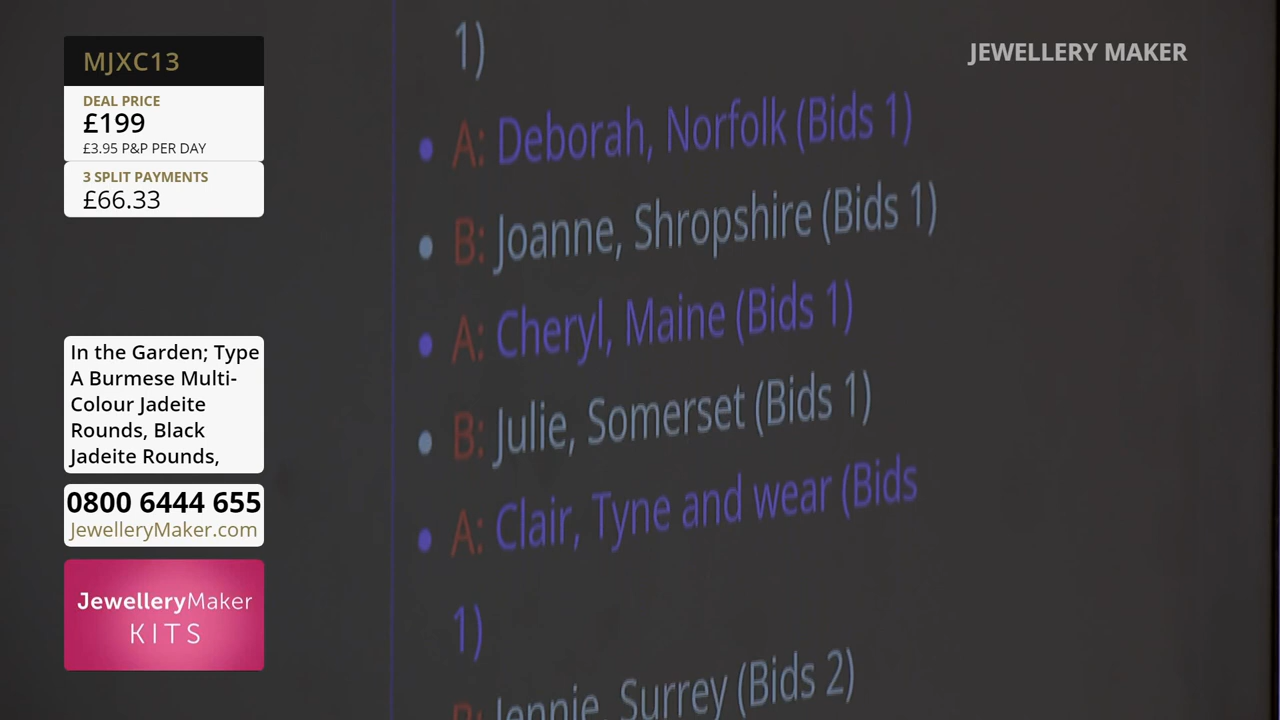 MJXC13
DEAL PRICE
£199
£3.95 P&P PER DAY
3 SPLIT PAYMENTS
£66.33
In the Garden; Type
A Burmese Multi-
Colour Jadeite
Rounds, Black
Jadeite Rounds,
0800 6444 655
JewelleryMaker.com
JewelleryMaker
KITS
JEWELLERY MAKER
1)
• A: Deborah, Norfolk (Bids 1)
• B: Joanne, Shropshire (Bids 1)
• A: Cheryl, Maine (Bids 1)
• B: Julie, Somerset (Bids 1)
• A: Clair, Tyne and wear (Bids
1)
B: Jennie, Surrey (Bids 2)